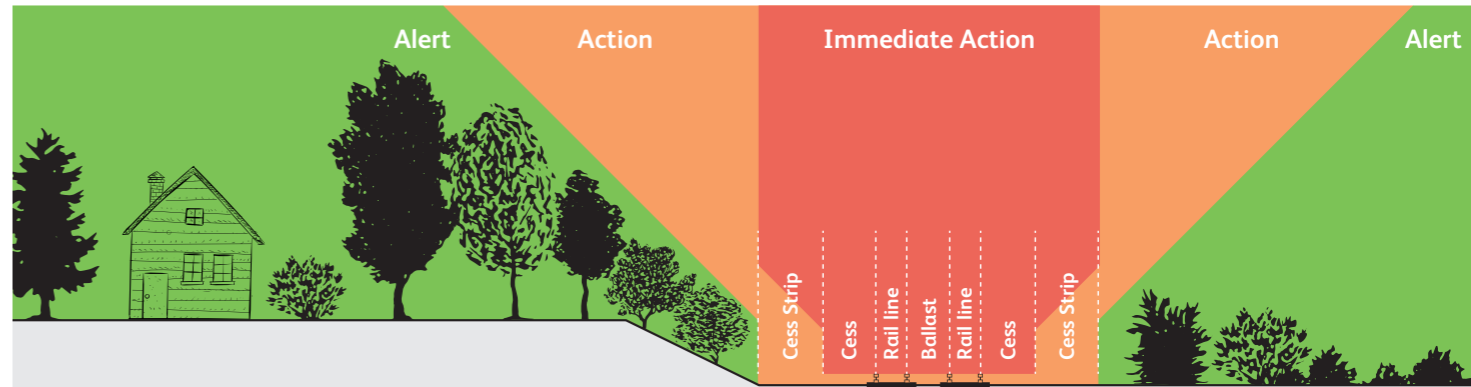 Alert
Action
Immediate Action
Action
Alert
Cess Strip
Cess
Rail line
Ballast
Rail line
Cess
Cess Strip